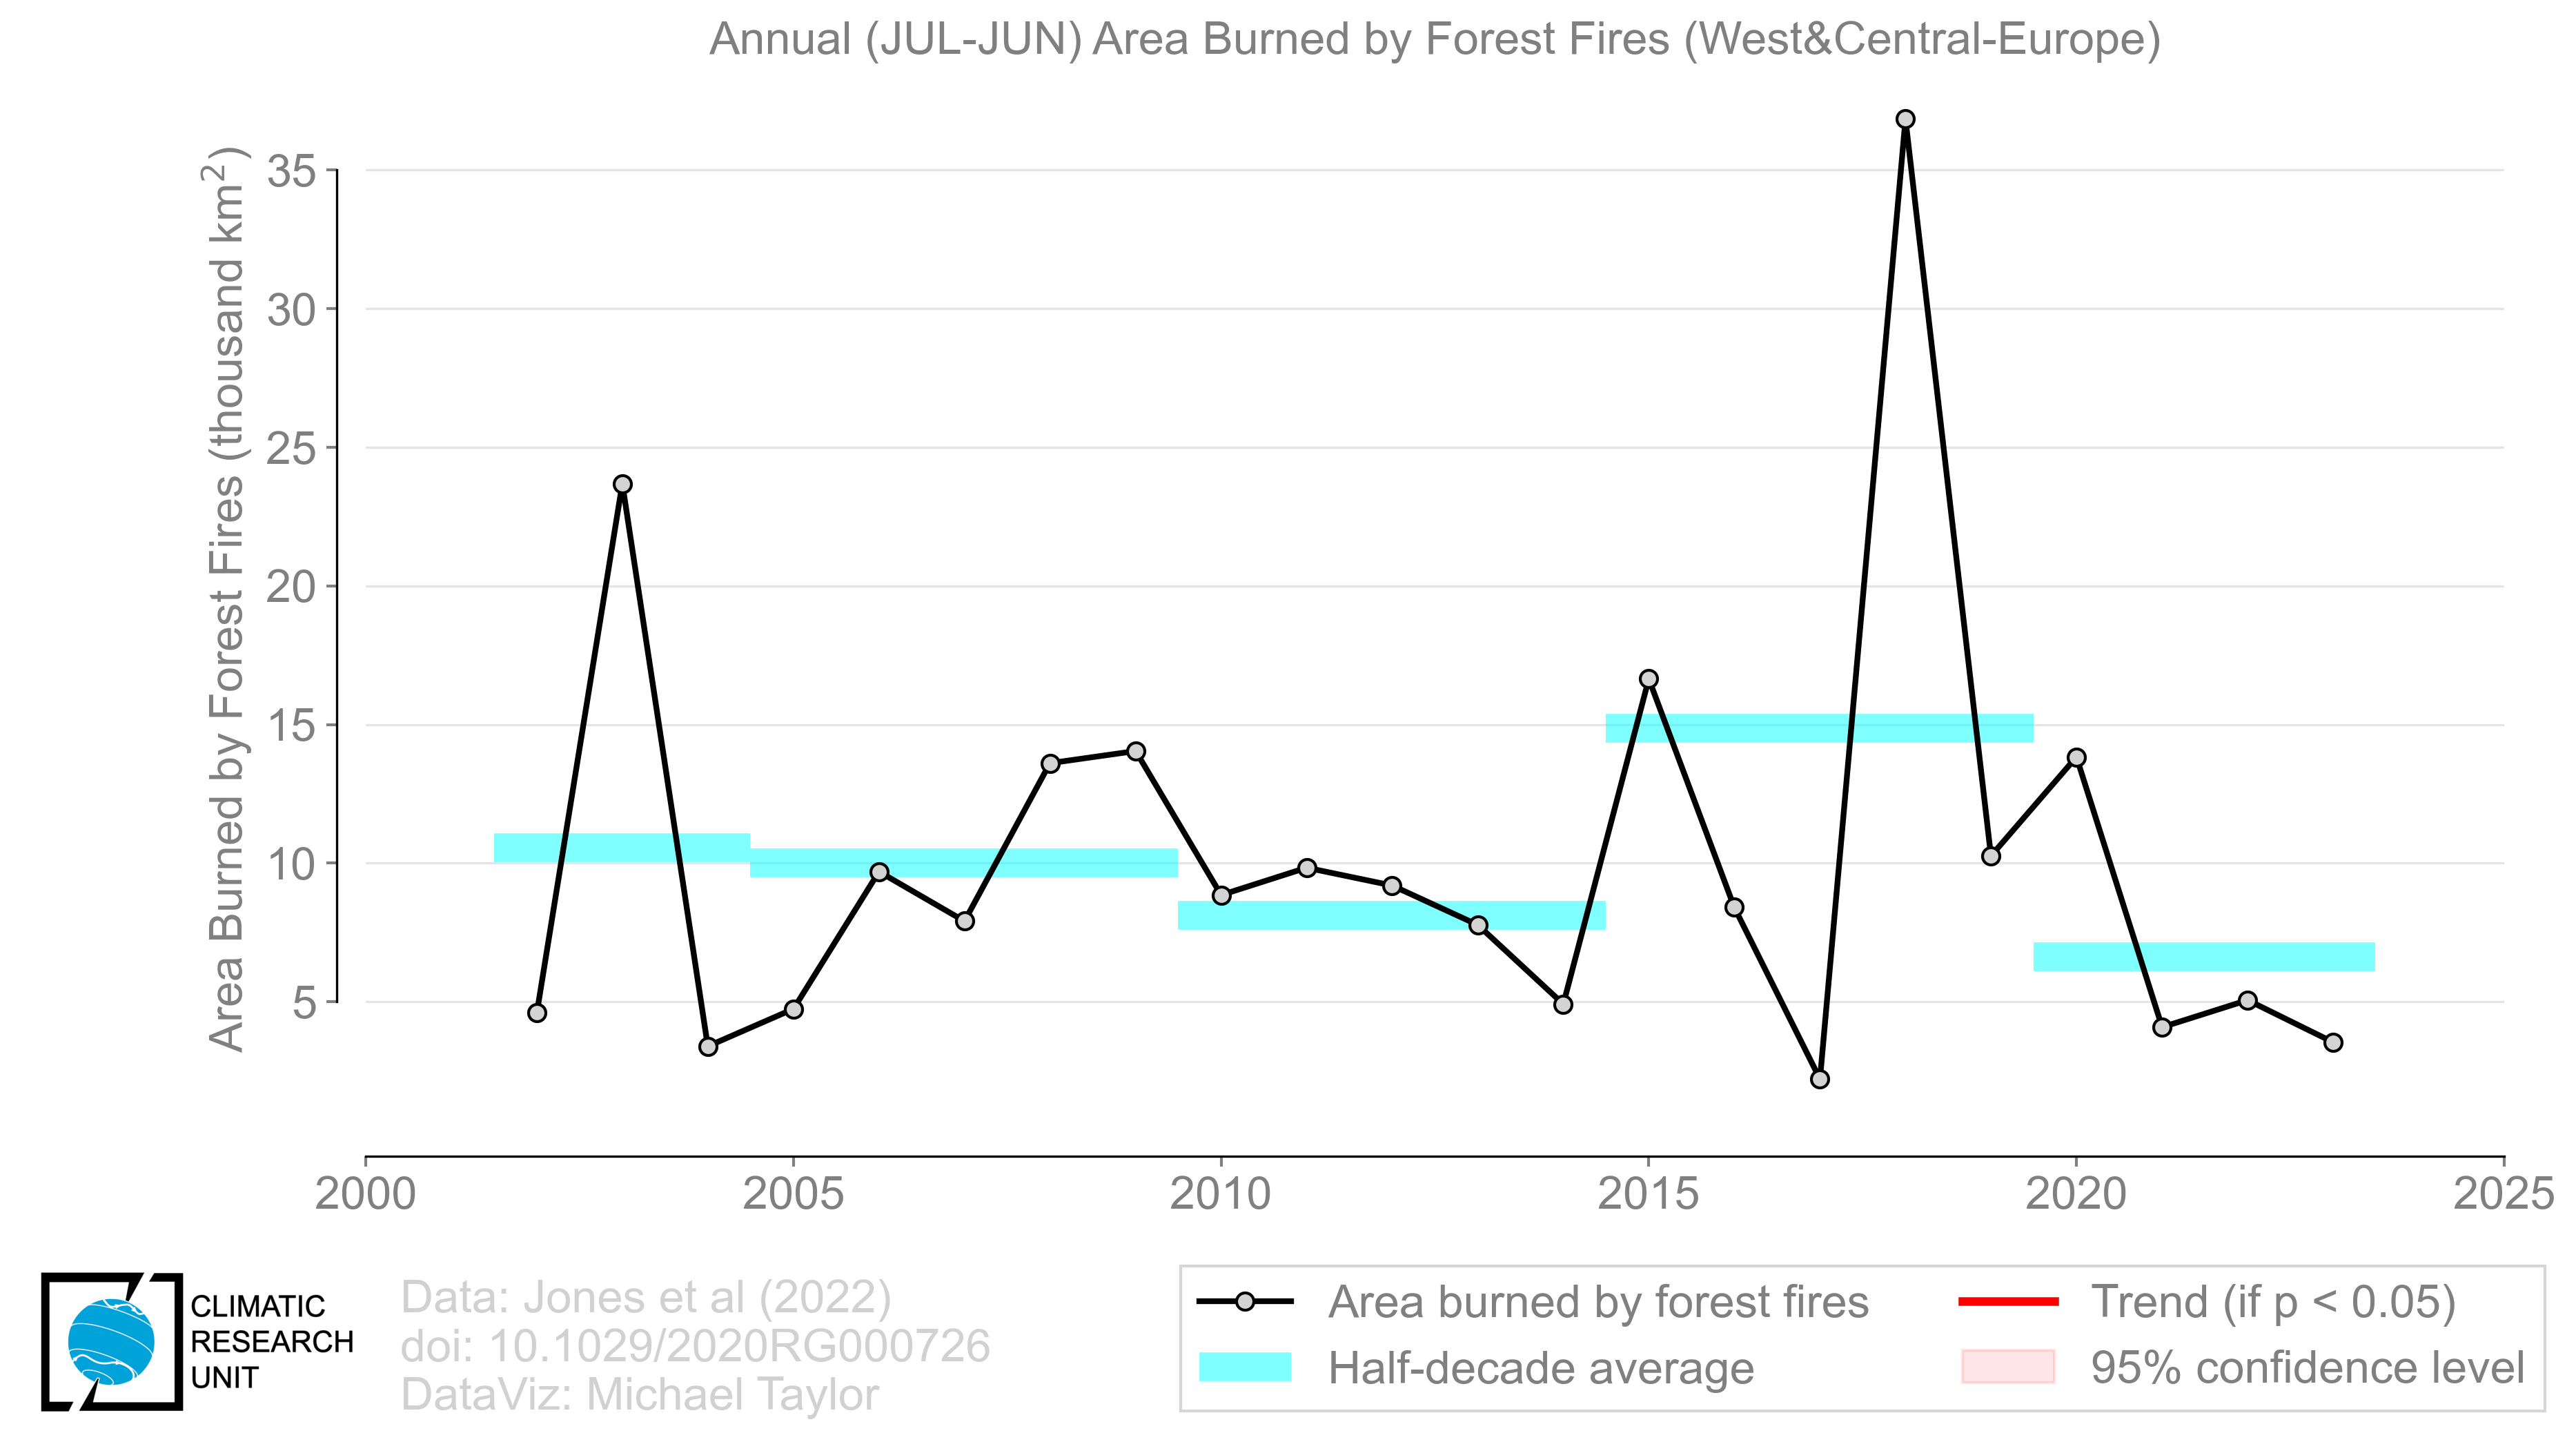 Annual (JUL-JUN) Area Burned by Forest Fires (West&Central-Europe)
Area Burned by Forest Fires (thousand km²)
35
30
25
20
15
10
5
2000 2005 2010 2015 2020 2025
CLIMATIC
RESEARCH
UNIT
Data: Jones et al (2022)
doi: 10.1029/2020RG000726
DataViz: Michael Taylor
Area burned by forest fires
Half-decade average
Trend (if p < 0.05)
95% confidence level